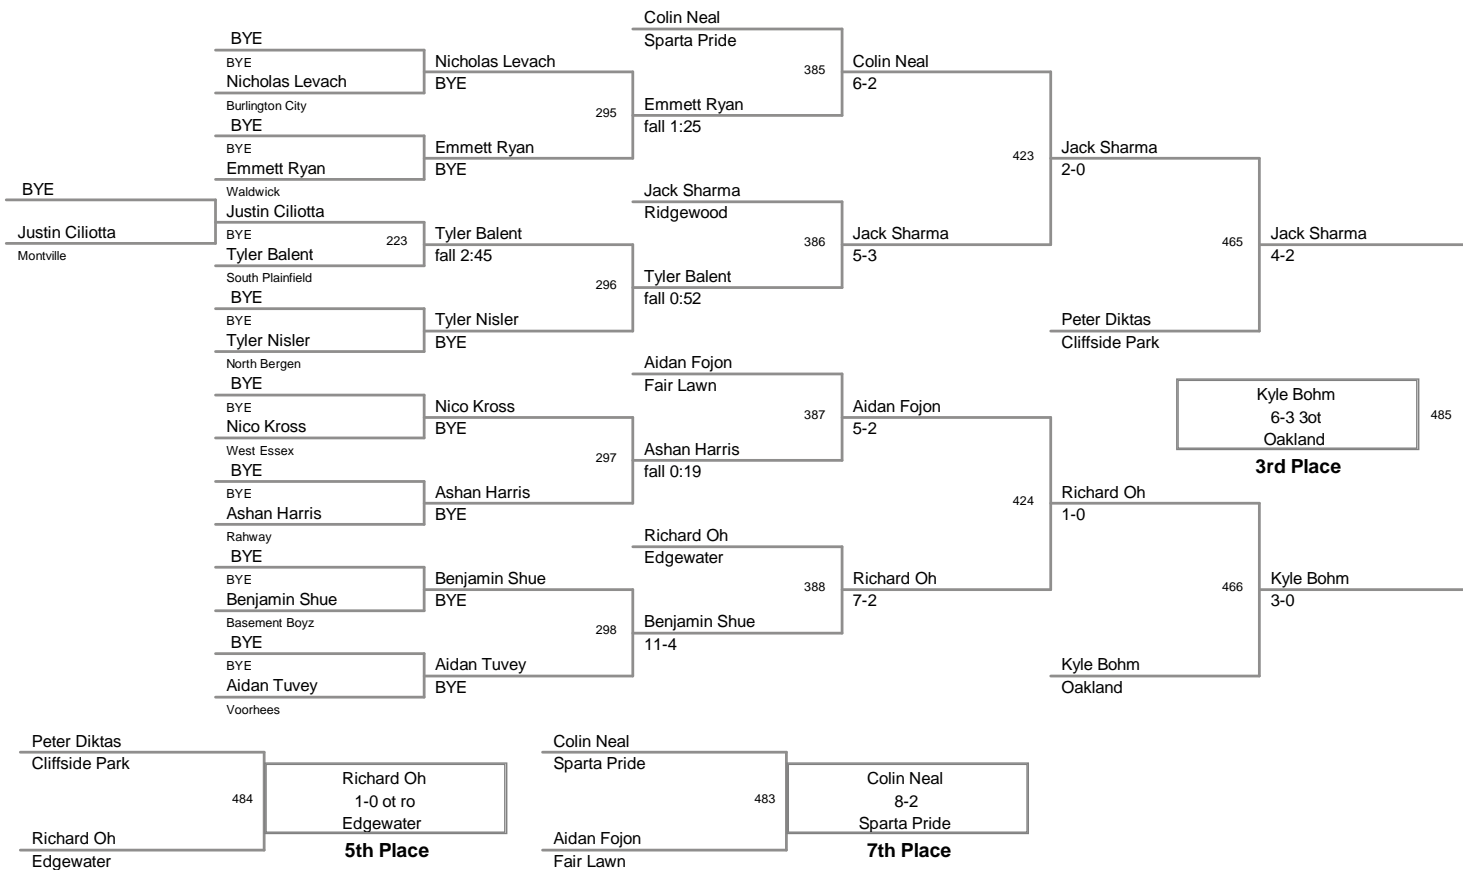 BYE
Justin Ciliotta
Montville
BYE
BYE
Nicholas Levach
Burlington City
BYE
BYE
Emmett Ryan
Waldwick
Justin Ciliotta
BYE
223
Tyler Balent
South Plainfield
BYE
BYE
Tyler Nisler
North Bergen
BYE
BYE
Nico Kross
West Essex
BYE
BYE
Ashan Harris
Rahway
BYE
BYE
Benjamin Shue
Basement Boyz
BYE
BYE
Aidan Tuvey
Voorhees
Nicholas Levach
BYE
295
Emmett Ryan
BYE
Tyler Balent
fall 2:45
296
Tyler Nisler
BYE
Nico Kross
BYE
297
Ashan Harris
BYE
Benjamin Shue
BYE
298
Aidan Tuvey
BYE
Colin Neal
Sparta Pride
385
Emmett Ryan
fall 1:25
Jack Sharma
Ridgewood
386
Tyler Balent
fall 0:52
Aidan Fojon
Fair Lawn
387
Ashan Harris
fall 0:19
Richard Oh
Edgewater
388
Benjamin Shue
11-4
Colin Neal
6-2
423
Jack Sharma
5-3
Aidan Fojon
5-2
424
Richard Oh
7-2
Jack Sharma
2-0
465
Peter Diktas
Cliffside Park
Richard Oh
1-0
466
Kyle Bohm
Oakland
Jack Sharma
4-2
Kyle Bohm
6-3 3ot
Oakland
485
3rd Place
Kyle Bohm
3-0
Peter Diktas
Cliffside Park
484
Richard Oh
Edgewater
Richard Oh
1-0 ot ro
Edgewater
5th Place
Colin Neal
Sparta Pride
483
Aidan Fojon
Fair Lawn
Colin Neal
8-2
Sparta Pride
7th Place